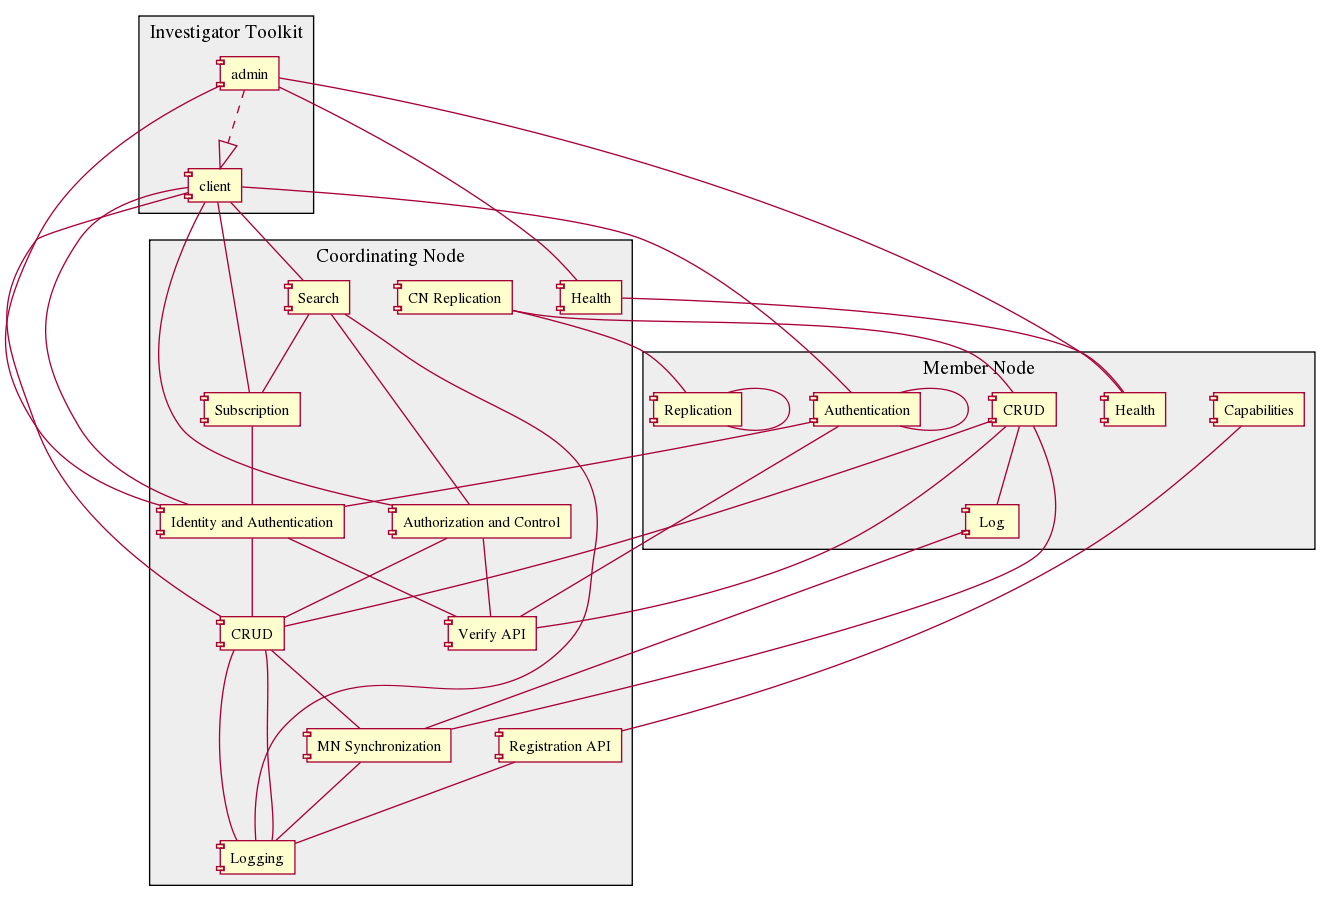 Investigator Toolkit
admin
client
Coordinating Node
Search
CN Replication
Health
Member Node
Subscription
Replication
Authentication
CRUD
Health
Capabilities
Identity and Authentication
Authorization and Control
Log
CRUD
Verify API
MN Synchronization
Registration API
Logging